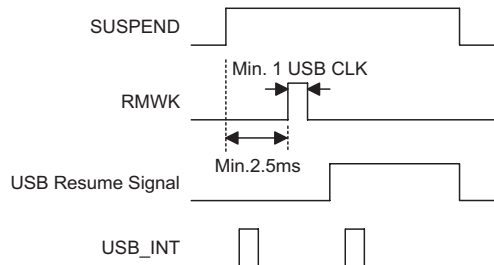 SUSPEND
Min. 1 USB CLK
RMWK
Min.2.5ms
USB Resume Signal
USB_INT